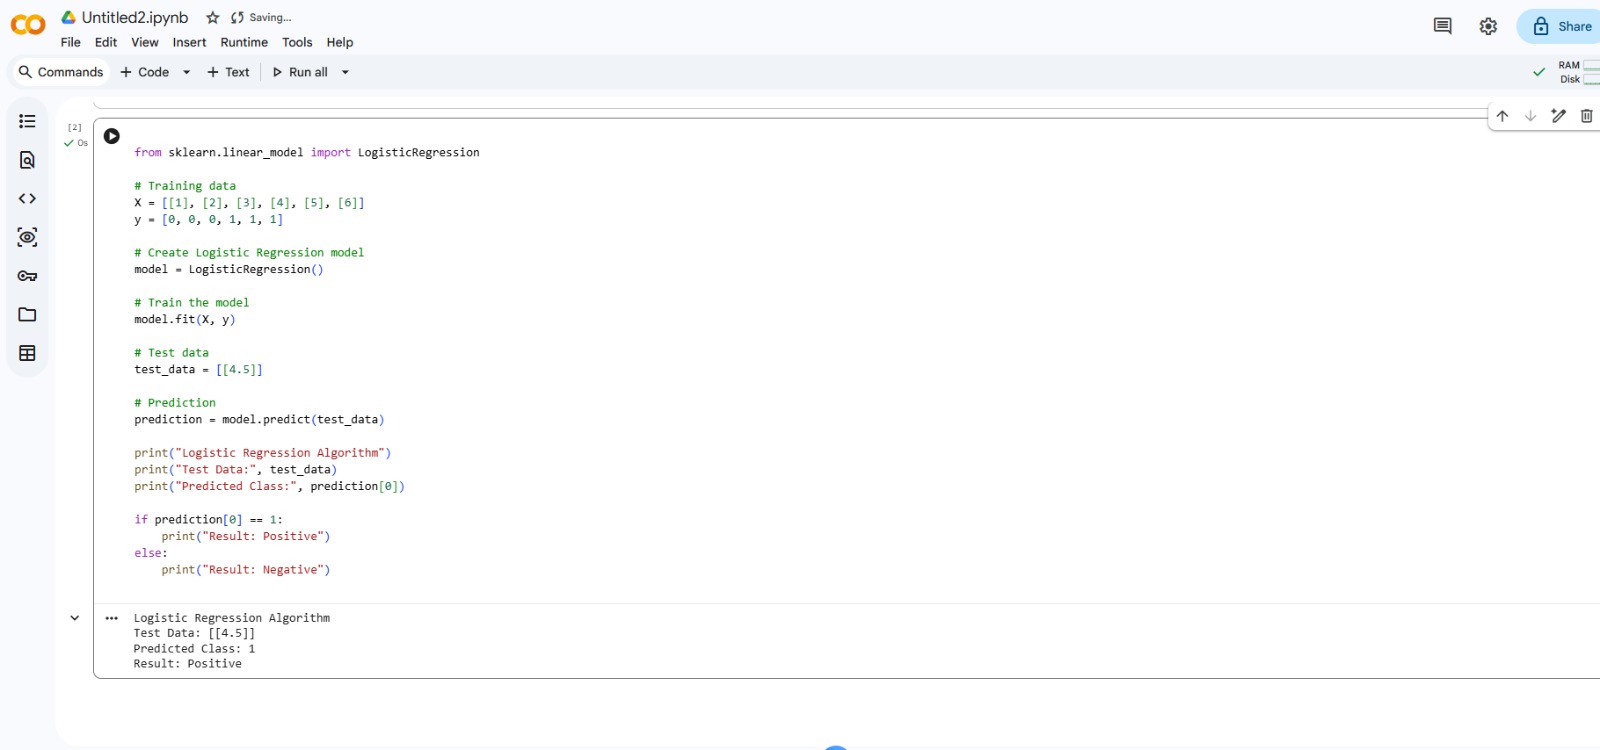 Untitled2.ipynb Saving...
File Edit View Insert Runtime Tools Help
Share
Commands + Code + Text Run all
RAM
Disk
[2]
0s
from sklearn.linear_model import LogisticRegression
# Training data
X = [[1], [2], [3], [4], [5], [6]]
y = [0, 0, 0, 1, 1, 1]
# Create Logistic Regression model
model = LogisticRegression()
# Train the model
model.fit(X, y)
# Test data
test_data = [[4.5]]
# Prediction
prediction = model.predict(test_data)
print("Logistic Regression Algorithm")
print("Test Data:", test_data)
print("Predicted Class:", prediction[0])
if prediction[0] == 1:
    print("Result: Positive")
else:
    print("Result: Negative")
Logistic Regression Algorithm
Test Data: [[4.5]]
Predicted Class: 1
Result: Positive